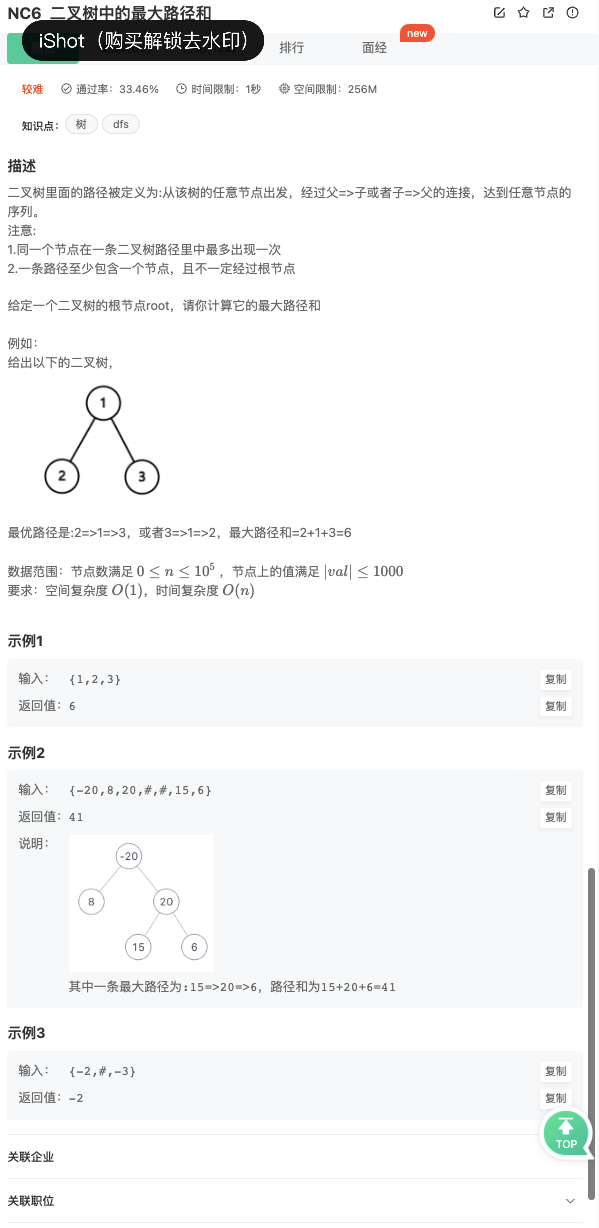 NC6 二叉树中的最大路径和
iShot（购买解锁去水印）
排行
面经
new
较难 通过率：33.46% 时间限制：1秒 空间限制：256M
知识点： 树 dfs
描述
二叉树里面的路径被定义为:从该树的任意节点出发，经过父=>子或者子=>父的连接，达到任意节点的
序列。
注意:
1.同一个节点在一条二叉树路径里中最多出现一次
2.一条路径至少包含一个节点，且不一定经过根节点
给定一个二叉树的根节点root，请你计算它的最大路径和
例如：
给出以下的二叉树，
1
2 3
最优路径是:2=>1=>3，或者3=>1=>2，最大路径和=2+1+3=6
数据范围：节点数满足 0 ≤ n ≤ 10⁵ ，节点上的值满足 |val| ≤ 1000
要求：空间复杂度 O(1)，时间复杂度 O(n)
示例1
输入： {1,2,3} 复制
返回值： 6 复制
示例2
输入： {-20,8,20,#,#,15,6} 复制
返回值： 41 复制
说明：
-20
8 20
15 6
其中一条最大路径为:15=>20=>6，路径和为15+20+6=41
示例3
输入： {-2,#,-3} 复制
返回值： -2 复制
TOP
关联企业
关联职位